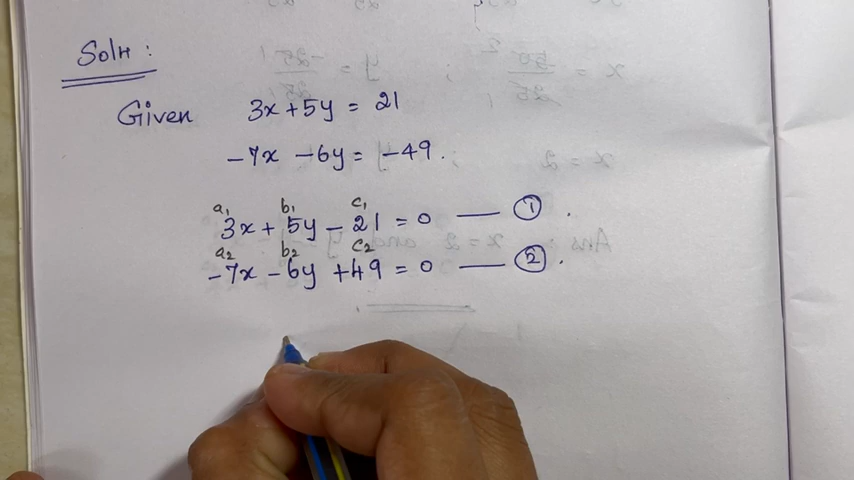 Soln :
Given 3x+5y = 21
-7x -6y = -49.
a₁ b₁ c₁
3x + 5y - 21 = 0 — ① .
a₂ b₂ c₂
-7x - 6y + 49 = 0 — ② .